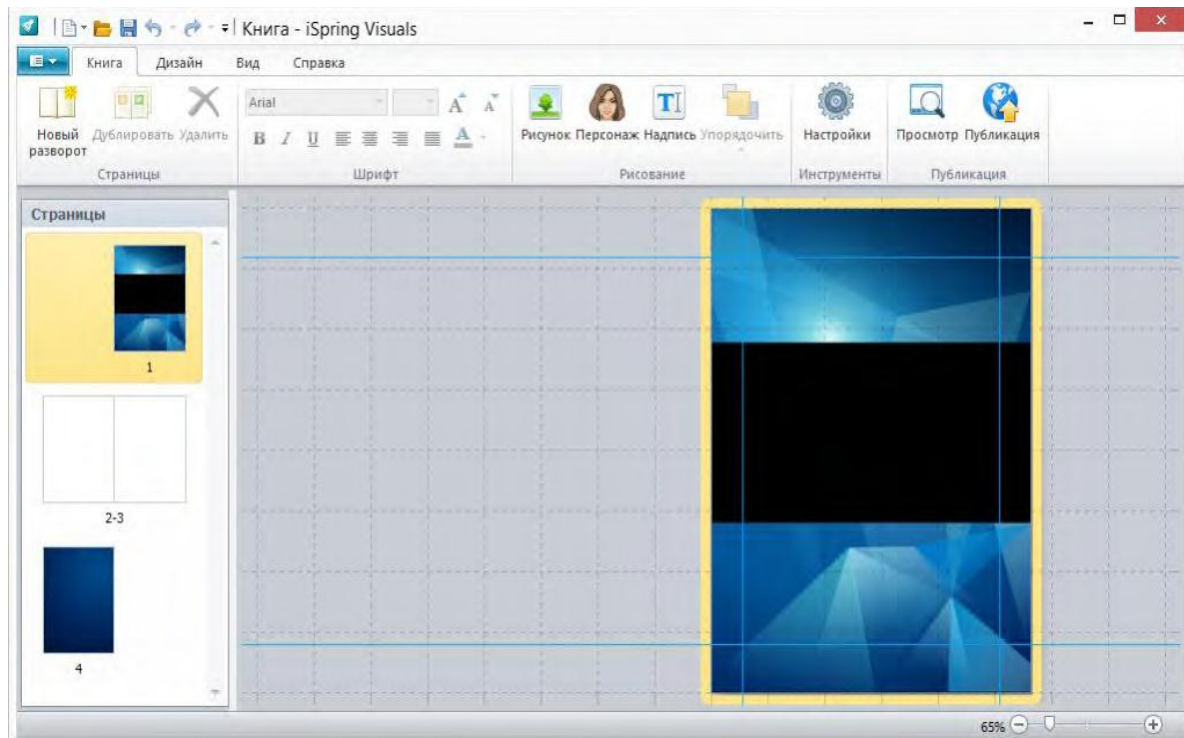 Книга - iSpring Visuals
Книга Дизайн Вид Справка
Arial
Новый разворот Дублировать Удалить
B I U
A A A
Рисунок Персонаж Надпись Упорядочить
Настройки
Просмотр Публикация
Страницы Шрифт Рисование Инструменты Публикация
Страницы
1
2-3
4
65%